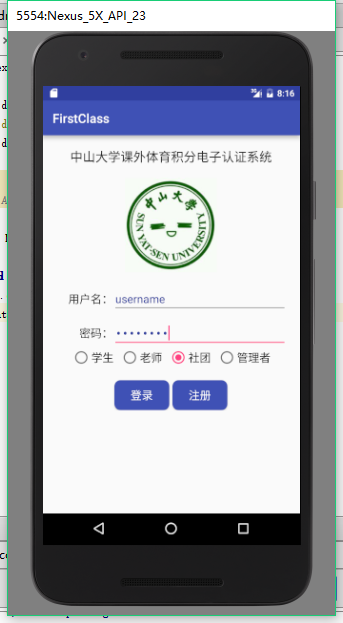 5554:Nexus_5X_API_23
8:16
FirstClass
中山大学课外体育积分电子认证系统
中山大学
SUN YAT-SEN UNIVERSITY
用户名： username
密码： ••••••••
学生 老师 社团 管理者
登录 注册